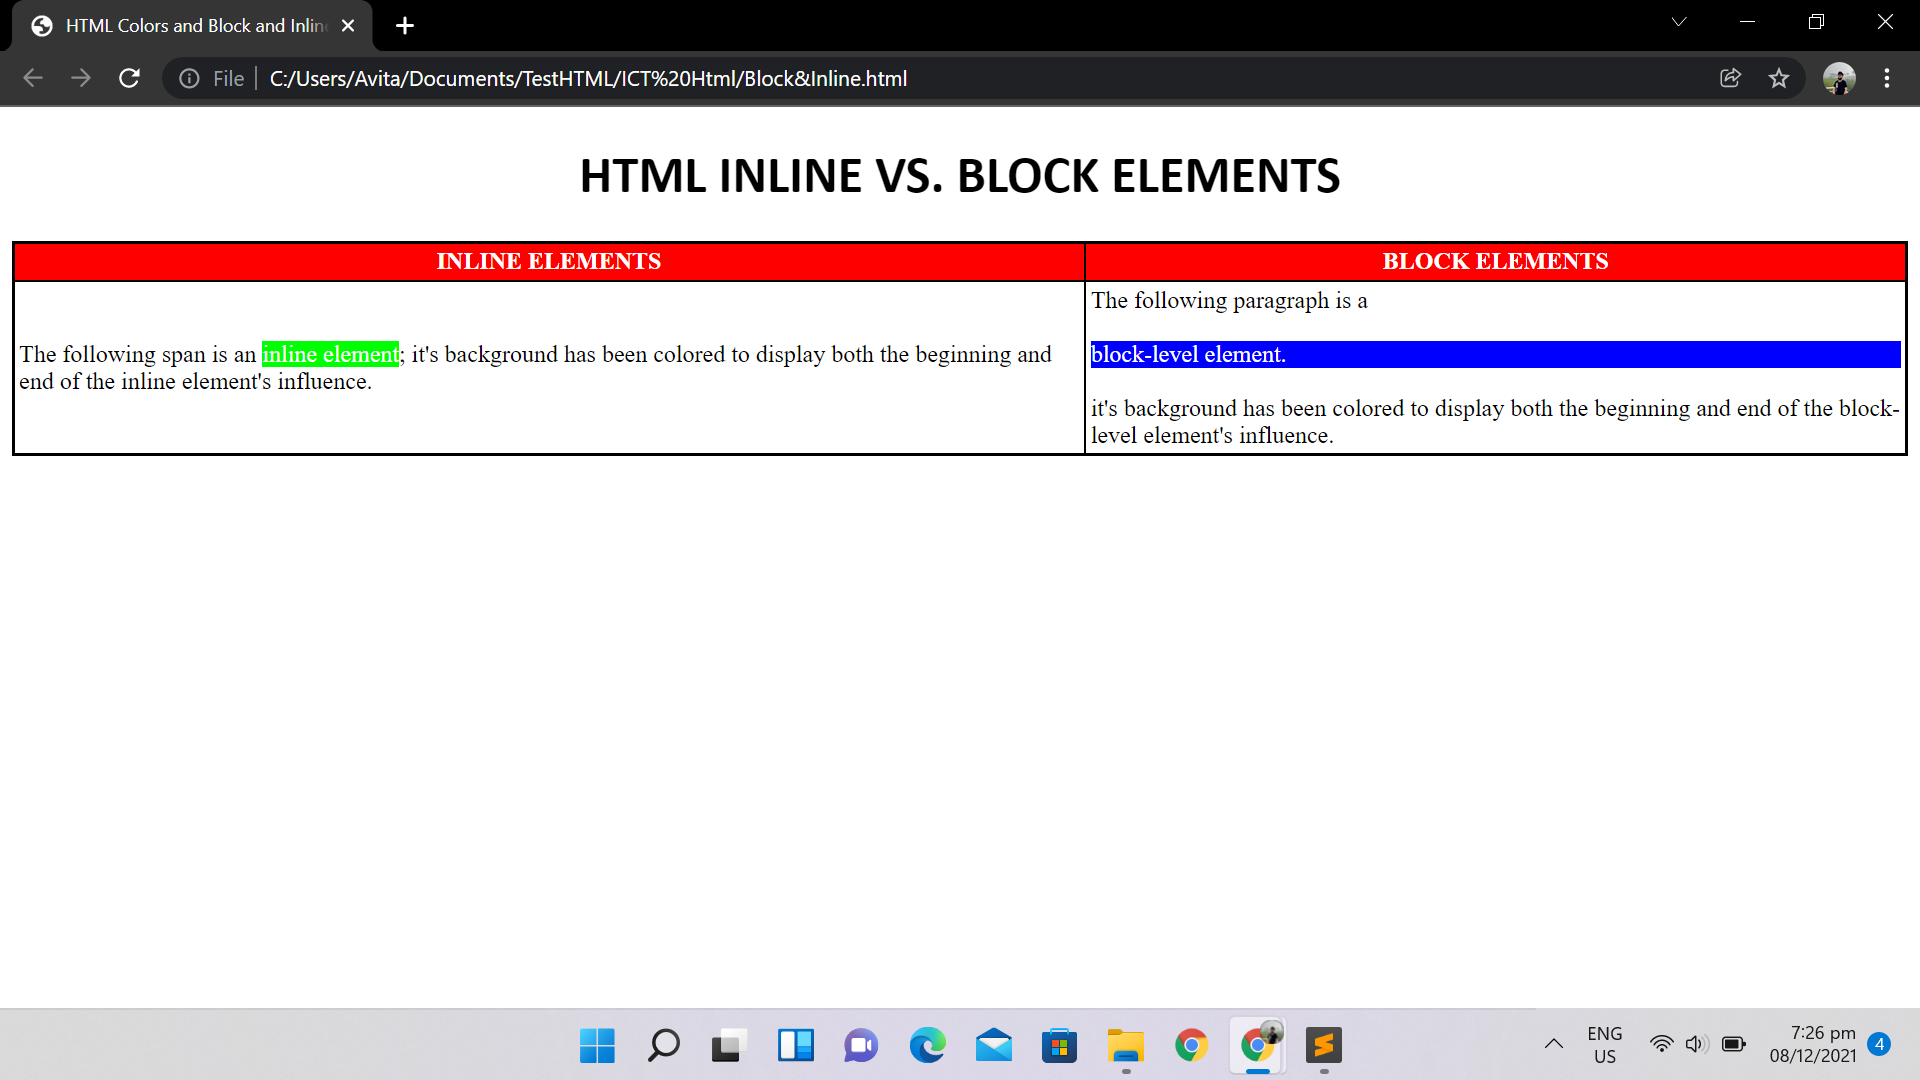 HTML Colors and Block and Inlin
File
C:/Users/Avita/Documents/TestHTML/ICT%20Html/Block&Inline.html
HTML INLINE VS. BLOCK ELEMENTS
INLINE ELEMENTS
BLOCK ELEMENTS
The following span is an inline element; it's background has been colored to display both the beginning and
end of the inline element's influence.
The following paragraph is a
block-level element.
it's background has been colored to display both the beginning and end of the block-
level element's influence.
ENG
US
7:26 pm
08/12/2021
4